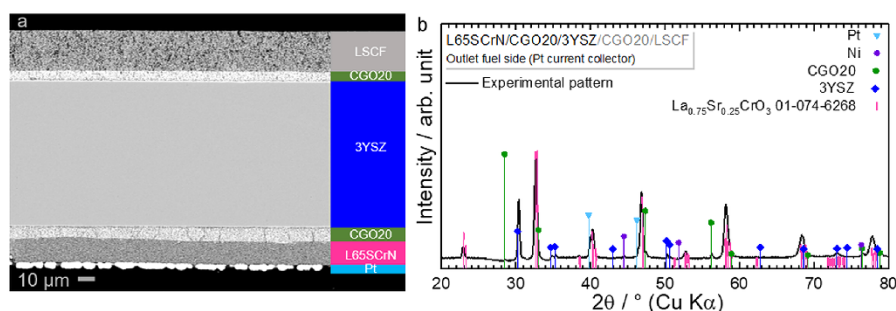 a
LSCF
CGO20
3YSZ
CGO20
L65SCrN
Pt
10 µm
b
L65SCrN/CGO20/3YSZ/CGO20/LSCF
Outlet fuel side (Pt current collector)
Experimental pattern
Pt
Ni
CGO20
3YSZ
La0.75Sr0.25CrO3 01-074-6268
Intensity / arb. unit
20 30 40 50 60 70 80
2θ / ° (Cu Kα)